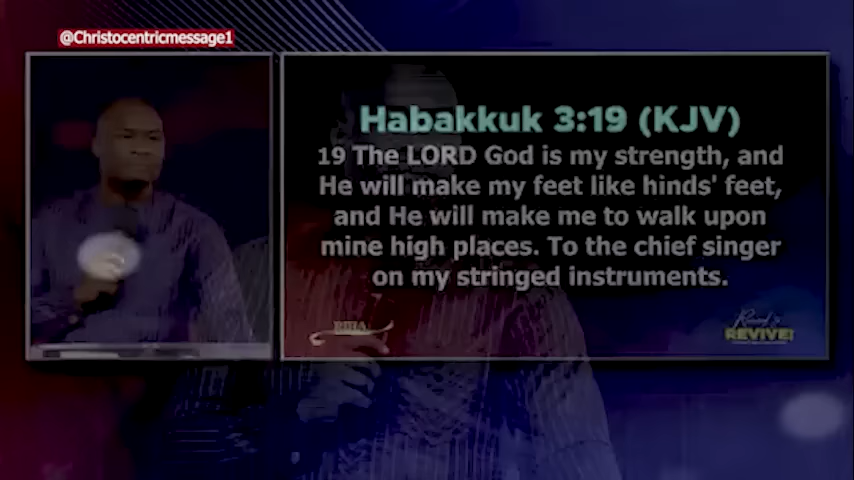 @Christocentricmessage1
Habakkuk 3:19 (KJV)
19 The LORD God is my strength, and
He will make my feet like hinds' feet,
and He will make me to walk upon
mine high places. To the chief singer
on my stringed instruments.
REVIVE!